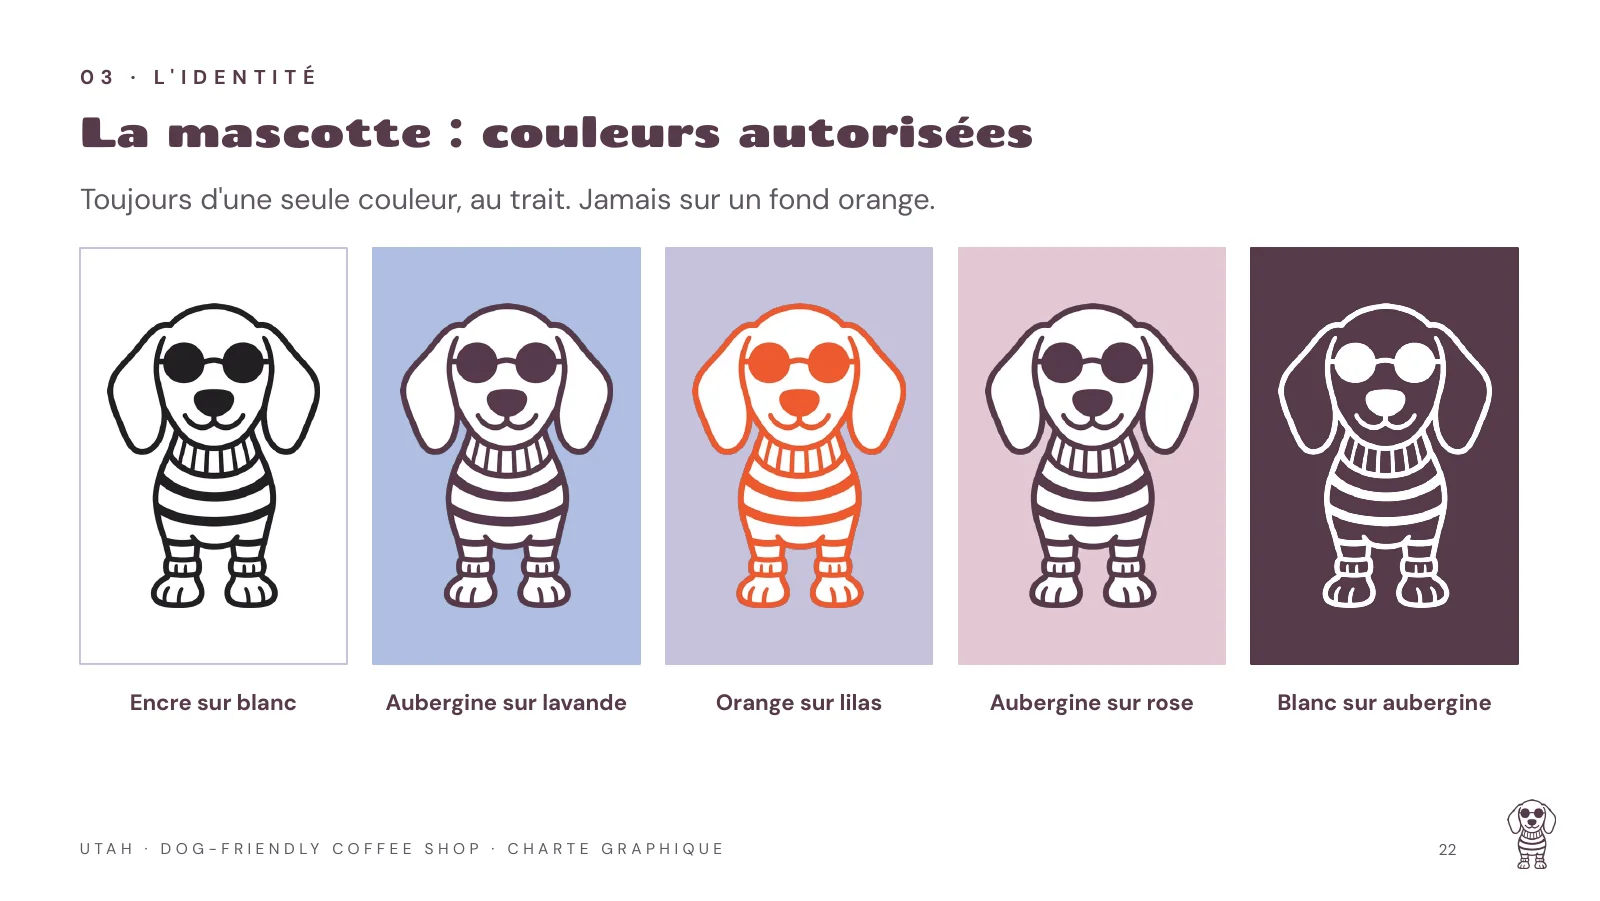 03 · L'IDENTITÉ
La mascotte : couleurs autorisées
Toujours d'une seule couleur, au trait. Jamais sur un fond orange.
Encre sur blanc
Aubergine sur lavande
Orange sur lilas
Aubergine sur rose
Blanc sur aubergine
UTAH · DOG-FRIENDLY COFFEE SHOP · CHARTE GRAPHIQUE
22